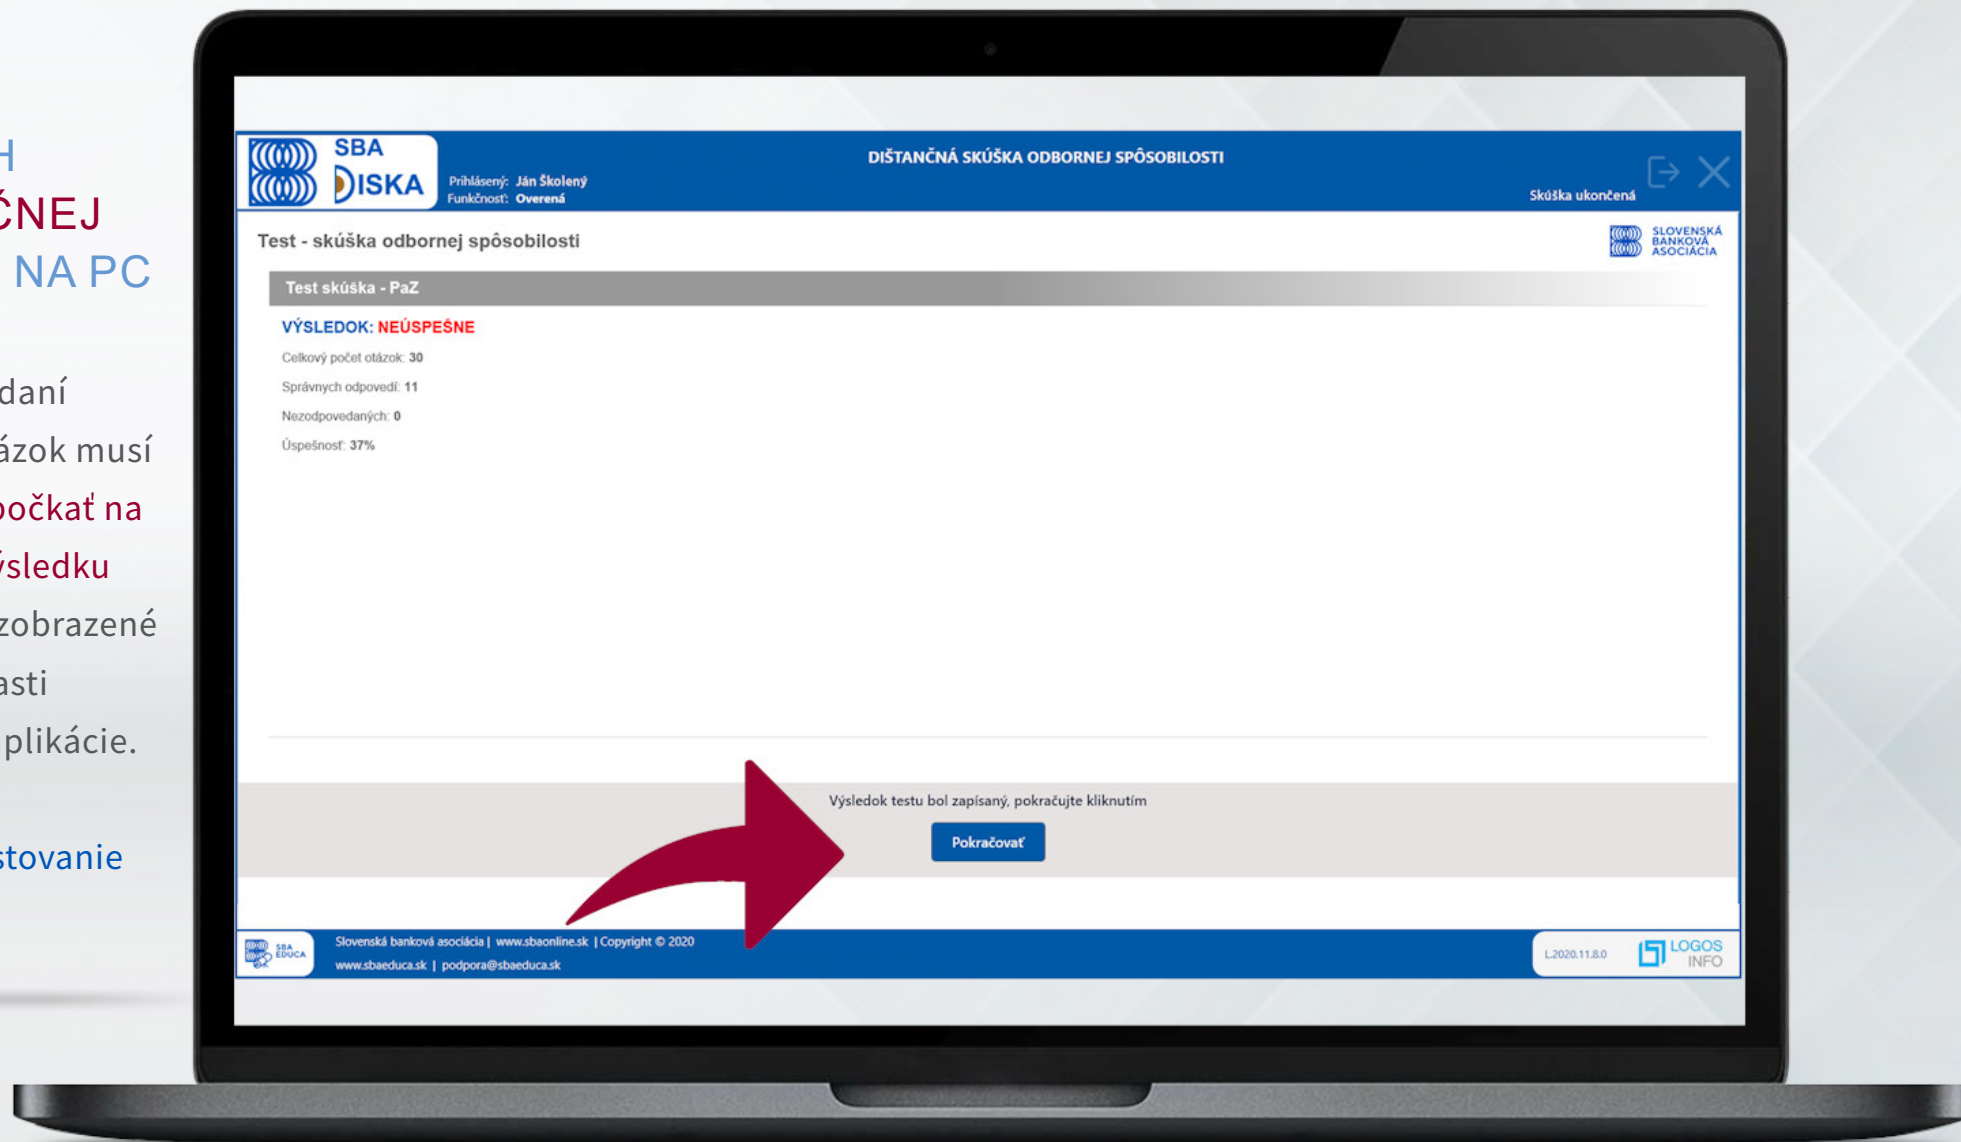 H
ČNEJ
NA PC
daní
ázok musí
počkať na
ýsledku
zobrazené
asti
plikácie.
stovanie
SBA
DISKA
Prihlásený: Ján Školený
Funkčnosť: Overená
DIŠTANČNÁ SKÚŠKA ODBORNEJ SPÔSOBILOSTI
Skúška ukončená
Test - skúška odbornej spôsobilosti
SLOVENSKÁ
BANKOVÁ
ASOCIÁCIA
Test skúška - PaZ
VÝSLEDOK: NEÚSPEŠNE
Celkový počet otázok: 30
Správnych odpovedí: 11
Nezodpovedaných: 0
Úspešnosť: 37%
Výsledok testu bol zapísaný, pokračujte kliknutím
Pokračovať
SBA
EDUCA
Slovenská banková asociácia | www.sbaonline.sk | Copyright © 2020
www.sbaeduca.sk | podpora@sbaeduca.sk
L.2020.11.8.0
LOGOS
INFO